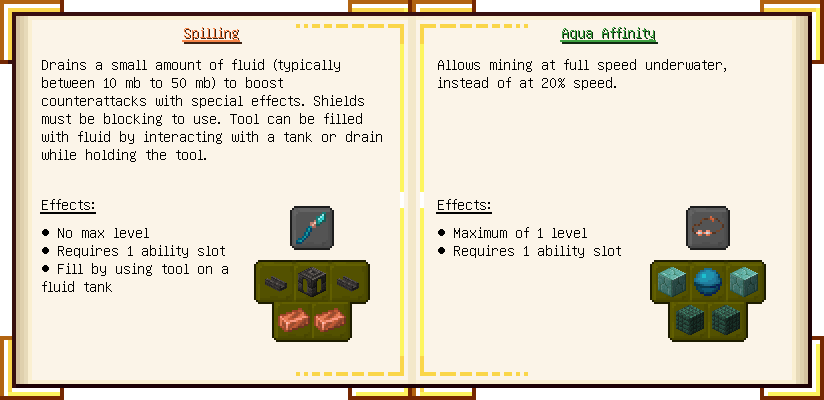 Spilling
Drains a small amount of fluid (typically
between 10 mb to 50 mb) to boost
counterattacks with special effects. Shields
must be blocking to use. Tool can be filled
with fluid by interacting with a tank or drain
while holding the tool.
Effects:
• No max level
• Requires 1 ability slot
• Fill by using tool on a
fluid tank
Aqua Affinity
Allows mining at full speed underwater,
instead of at 20% speed.
Effects:
• Maximum of 1 level
• Requires 1 ability slot